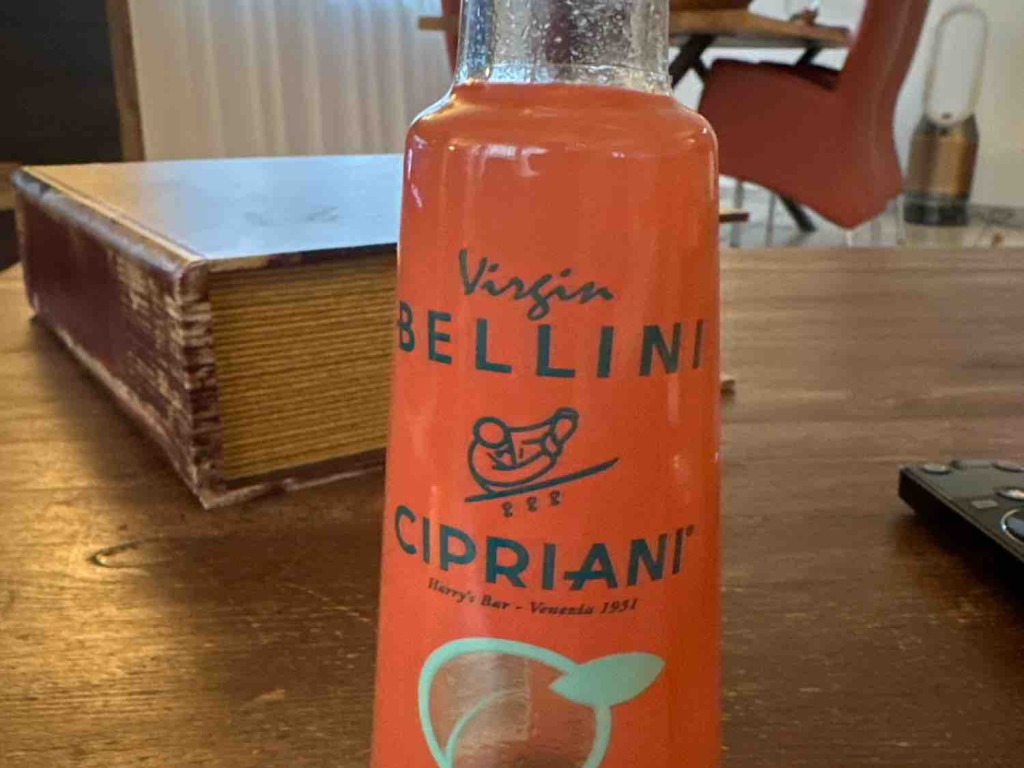 Virgin
BELLINI
CIPRIANI®
Harry's Bar - Venezia 1931